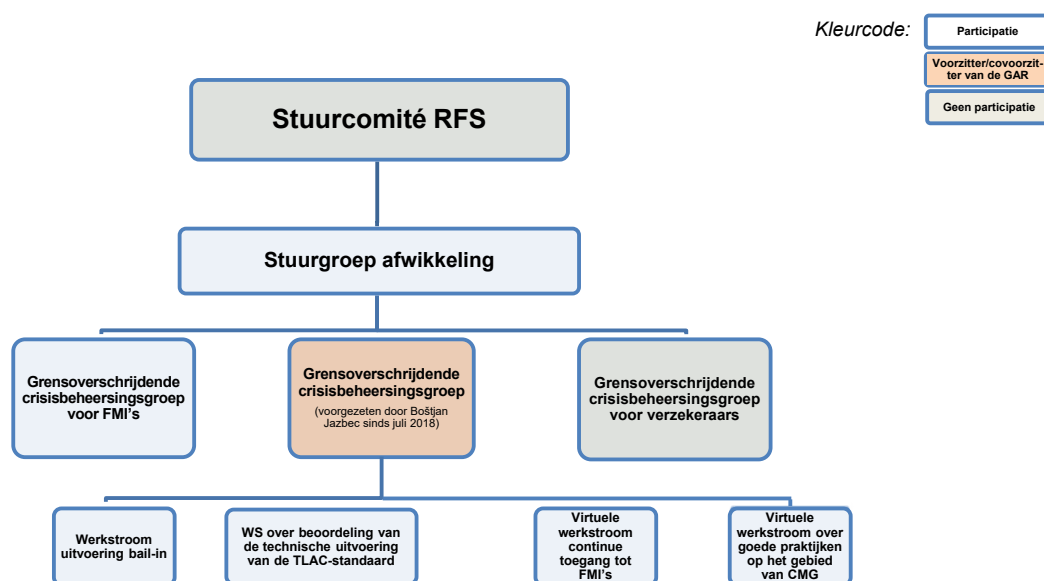 Kleurcode:
Participatie
Voorzitter/covoorzit-
ter van de GAR
Geen participatie
Stuurcomité RFS
Stuurgroep afwikkeling
Grensoverschrijdende
crisisbeheersingsgroep
voor FMI's
Grensoverschrijdende
crisisbeheersingsgroep
(voorgezeten door Boštjan
Jazbec sinds juli 2018)
Grensoverschrijdende
crisisbeheersingsgroep
voor verzekeraars
Werkstroom
uitvoering bail-in
WS over beoordeling van
de technische uitvoering
van de TLAC-standaard
Virtuele
werkstroom
continue
toegang tot
FMI's
Virtuele
werkstroom over
goede praktijken
op het gebied
van CMG